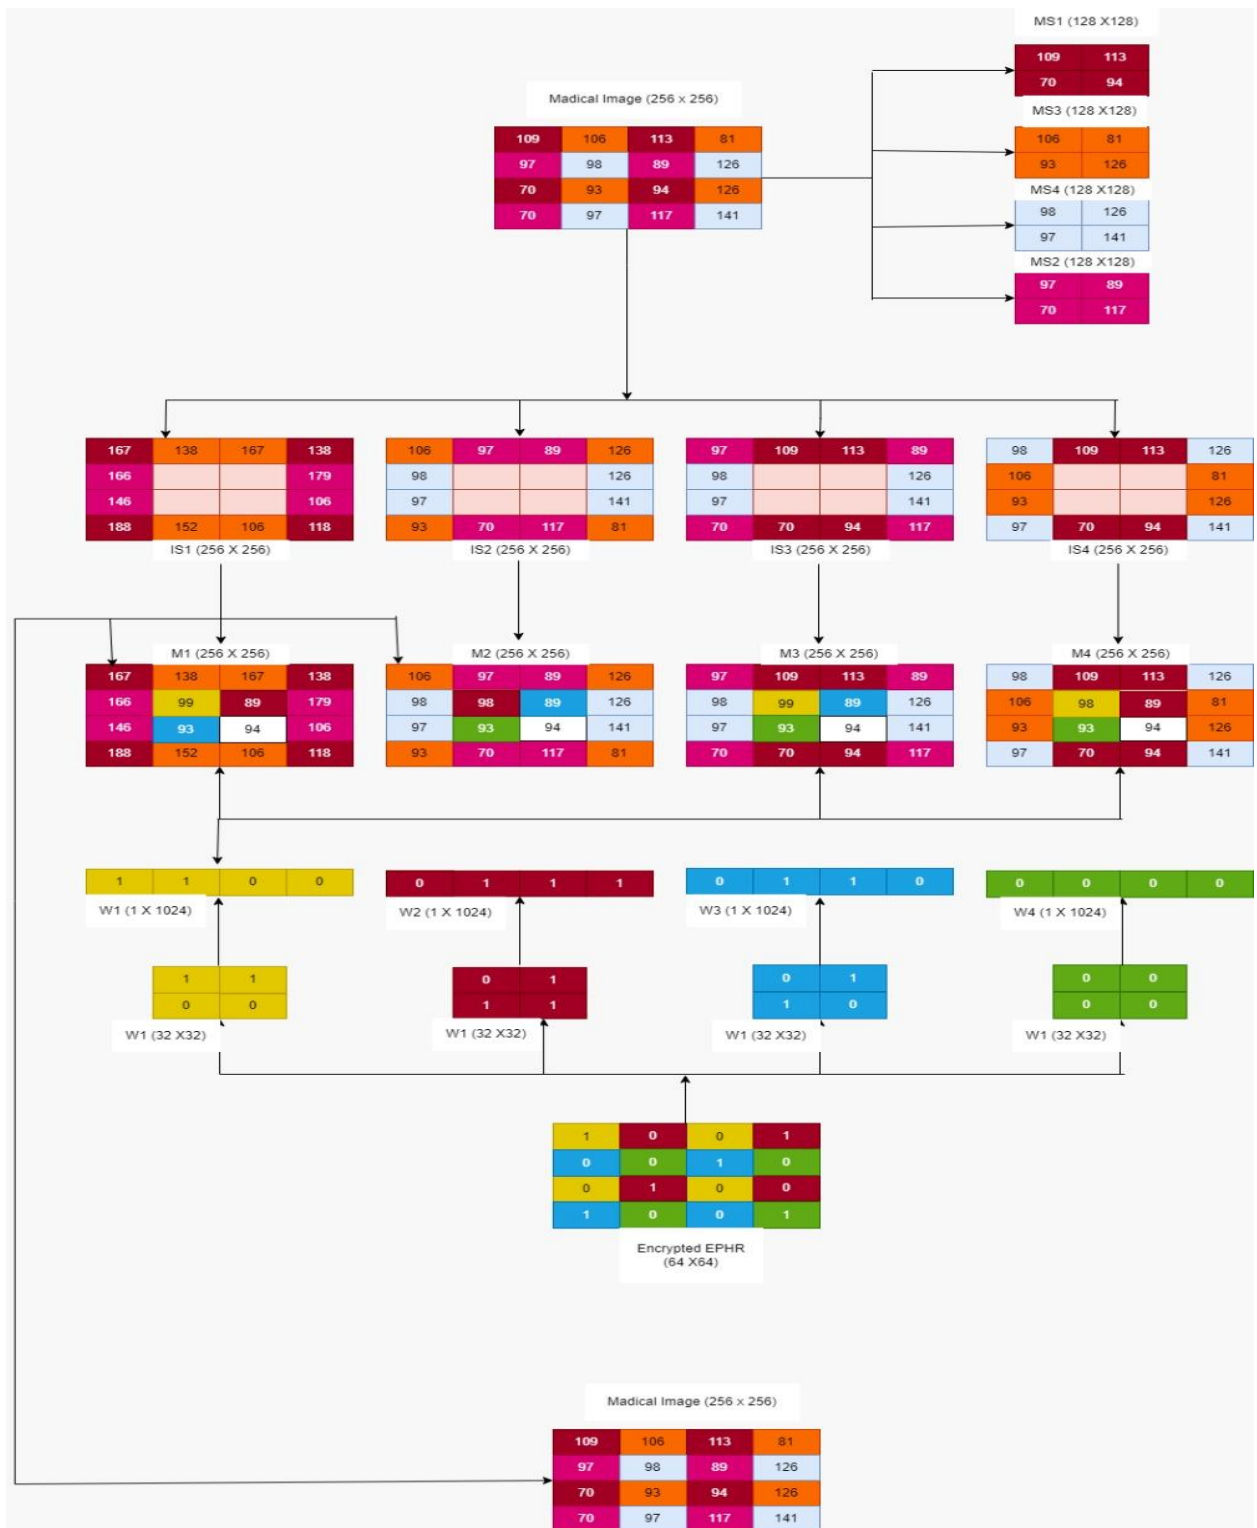 MS1 (128 X128)
109 113
70 94
Madical Image (256 x 256)
109 106 113 81
97 98 89 126
70 93 94 126
70 97 117 141
MS3 (128 X128)
106 81
93 126
MS4 (128 X128)
98 126
97 141
MS2 (128 X128)
97 89
70 117
167 138 167 138
166 179
146 106
188 152 106 118
IS1 (256 X 256)
106 97 89 126
98 126
97 141
93 70 117 81
IS2 (256 X 256)
97 109 113 89
98 126
97 141
70 70 94 117
IS3 (256 X 256)
98 109 113 126
106 81
93 126
97 70 94 141
IS4 (256 X 256)
M1 (256 X 256)
167 138 167 138
166 99 89 179
146 93 94 106
188 152 106 118
M2 (256 X 256)
106 97 89 126
98 98 89 126
97 93 94 141
93 70 117 81
M3 (256 X 256)
97 109 113 89
98 99 89 126
97 93 94 141
70 70 94 117
M4 (256 X 256)
98 109 113 126
106 98 89 81
93 93 94 126
97 70 94 141
1 1 0 0
W1 (1 X 1024)
0 1 1 1
W2 (1 X 1024)
0 1 1 0
W3 (1 X 1024)
0 0 0 0
W4 (1 X 1024)
1 1
0 0
W1 (32 X32)
0 1
1 1
W1 (32 X32)
0 1
1 0
W1 (32 X32)
0 0
0 0
W1 (32 X32)
1 0 0 1
0 0 1 0
0 1 0 0
1 0 0 1
Encrypted EPHR
(64 X64)
Madical Image (256 x 256)
109 106 113 81
97 98 89 126
70 93 94 126
70 97 117 141